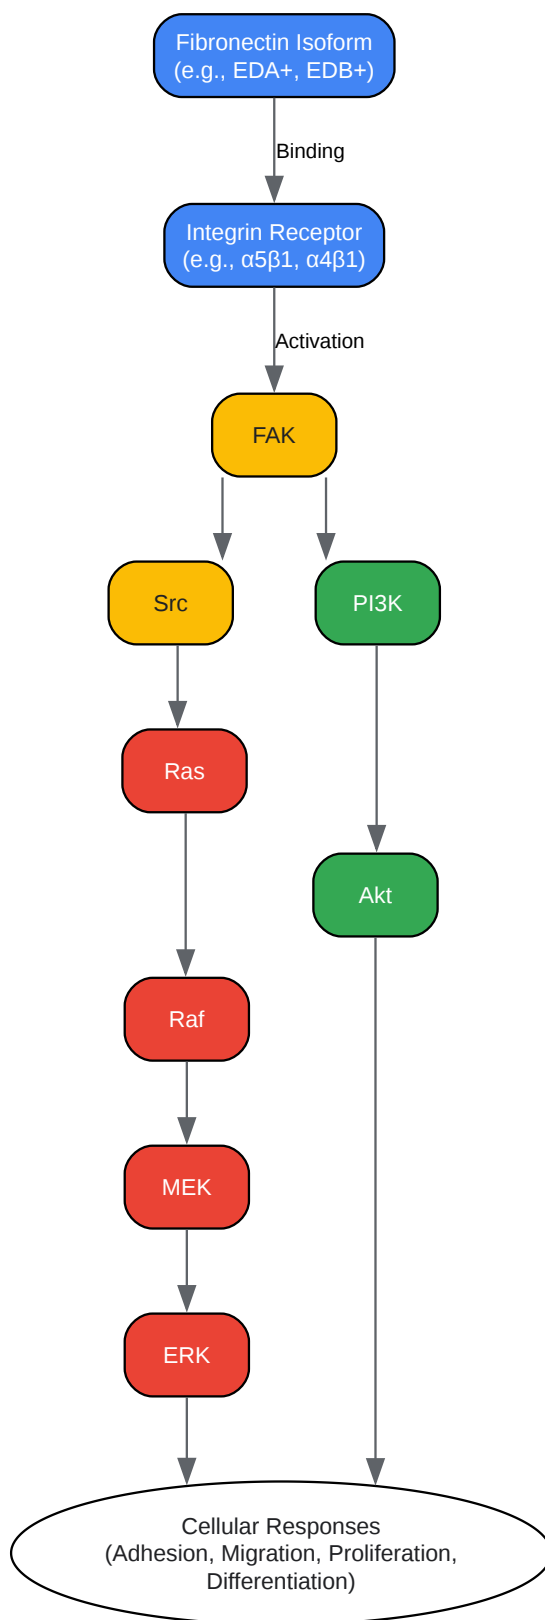 Fibronectin Isoform
(e.g., EDA+, EDB+)
Binding
Integrin Receptor
(e.g., α5β1, α4β1)
Activation
FAK
Src
PI3K
Ras
Akt
Raf
MEK
ERK
Cellular Responses
(Adhesion, Migration, Proliferation,
Differentiation)